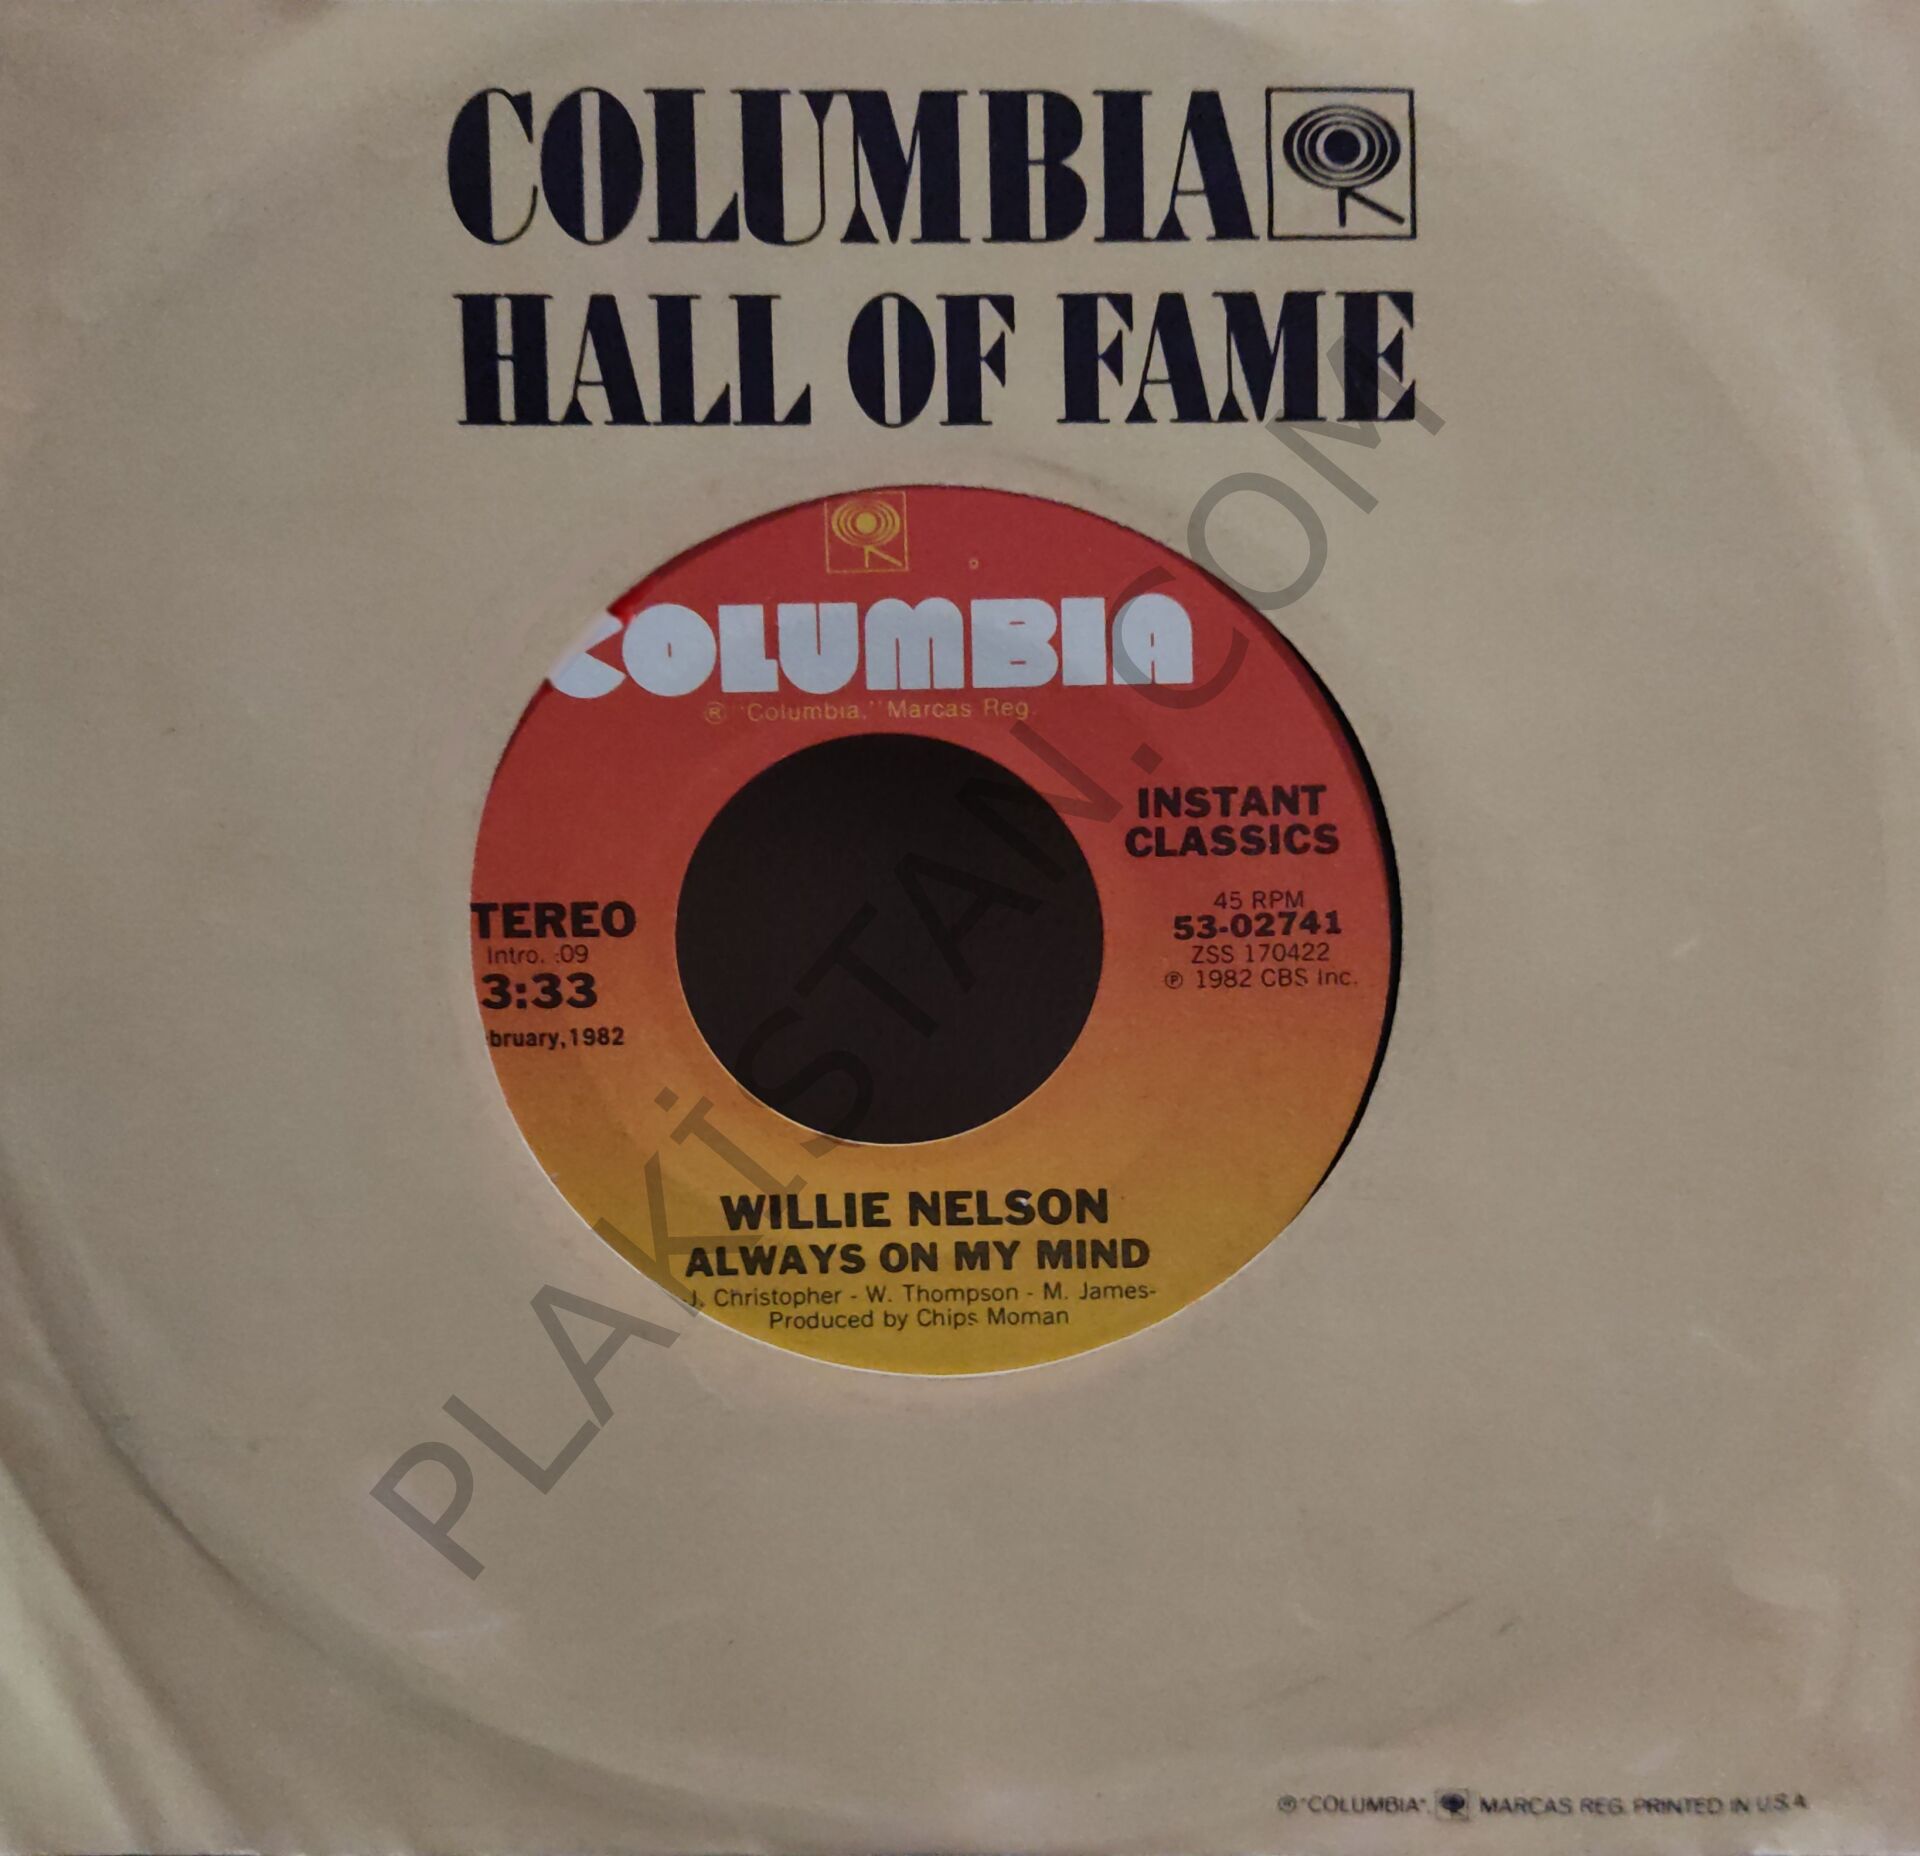 COLUMBIA
HALL OF FAME
COLUMBIA
® "Columbia," Marcas Reg.
INSTANT
CLASSICS
TEREO
Intro. :09
3:33
bruary, 1982
45 RPM
53-02741
ZSS 170422
℗ 1982 CBS Inc.
WILLIE NELSON
ALWAYS ON MY MIND
J. Christopher - W. Thompson - M. James-
Produced by Chips Moman
PLAKİSTAN.COM
® "COLUMBIA", MARCAS REG. PRINTED IN U.S.A.